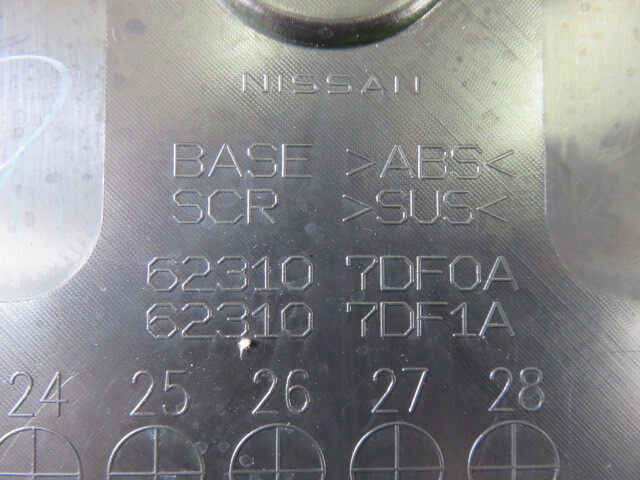 NISSAN
BASE >ABS<
SCR >SUS<
62310 7DF0A
62310 7DF1A
24 25 26 27 28